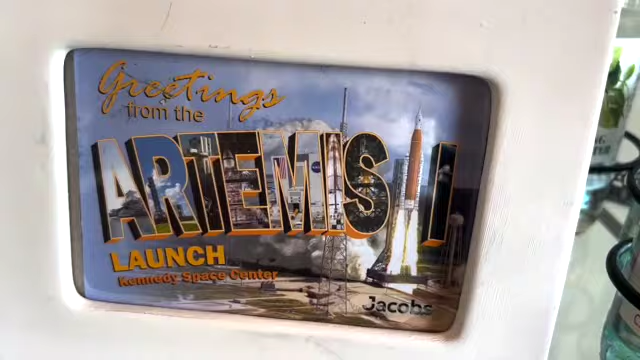 Greetings
from the
ARTEMIS I
LAUNCH
Kennedy Space Center
Jacobs